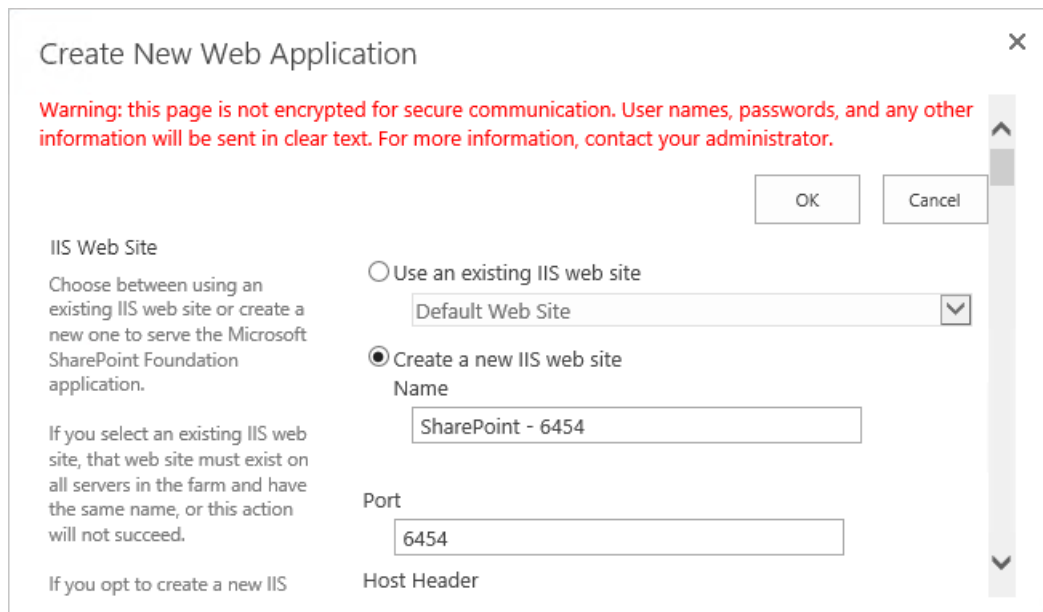 Create New Web Application
Warning: this page is not encrypted for secure communication. User names, passwords, and any other
information will be sent in clear text. For more information, contact your administrator.
OK
Cancel
IIS Web Site
Choose between using an
existing IIS web site or create a
new one to serve the Microsoft
SharePoint Foundation
application.
If you select an existing IIS web
site, that web site must exist on
all servers in the farm and have
the same name, or this action
will not succeed.
If you opt to create a new IIS
Use an existing IIS web site
Default Web Site
Create a new IIS web site
Name
SharePoint - 6454
Port
6454
Host Header